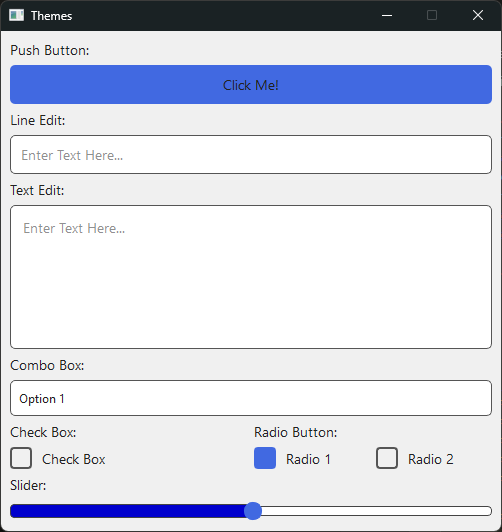 Themes
Push Button:
Click Me!
Line Edit:
Enter Text Here...
Text Edit:
Enter Text Here...
Combo Box:
Option 1
Check Box: Radio Button:
Check Box Radio 1 Radio 2
Slider: